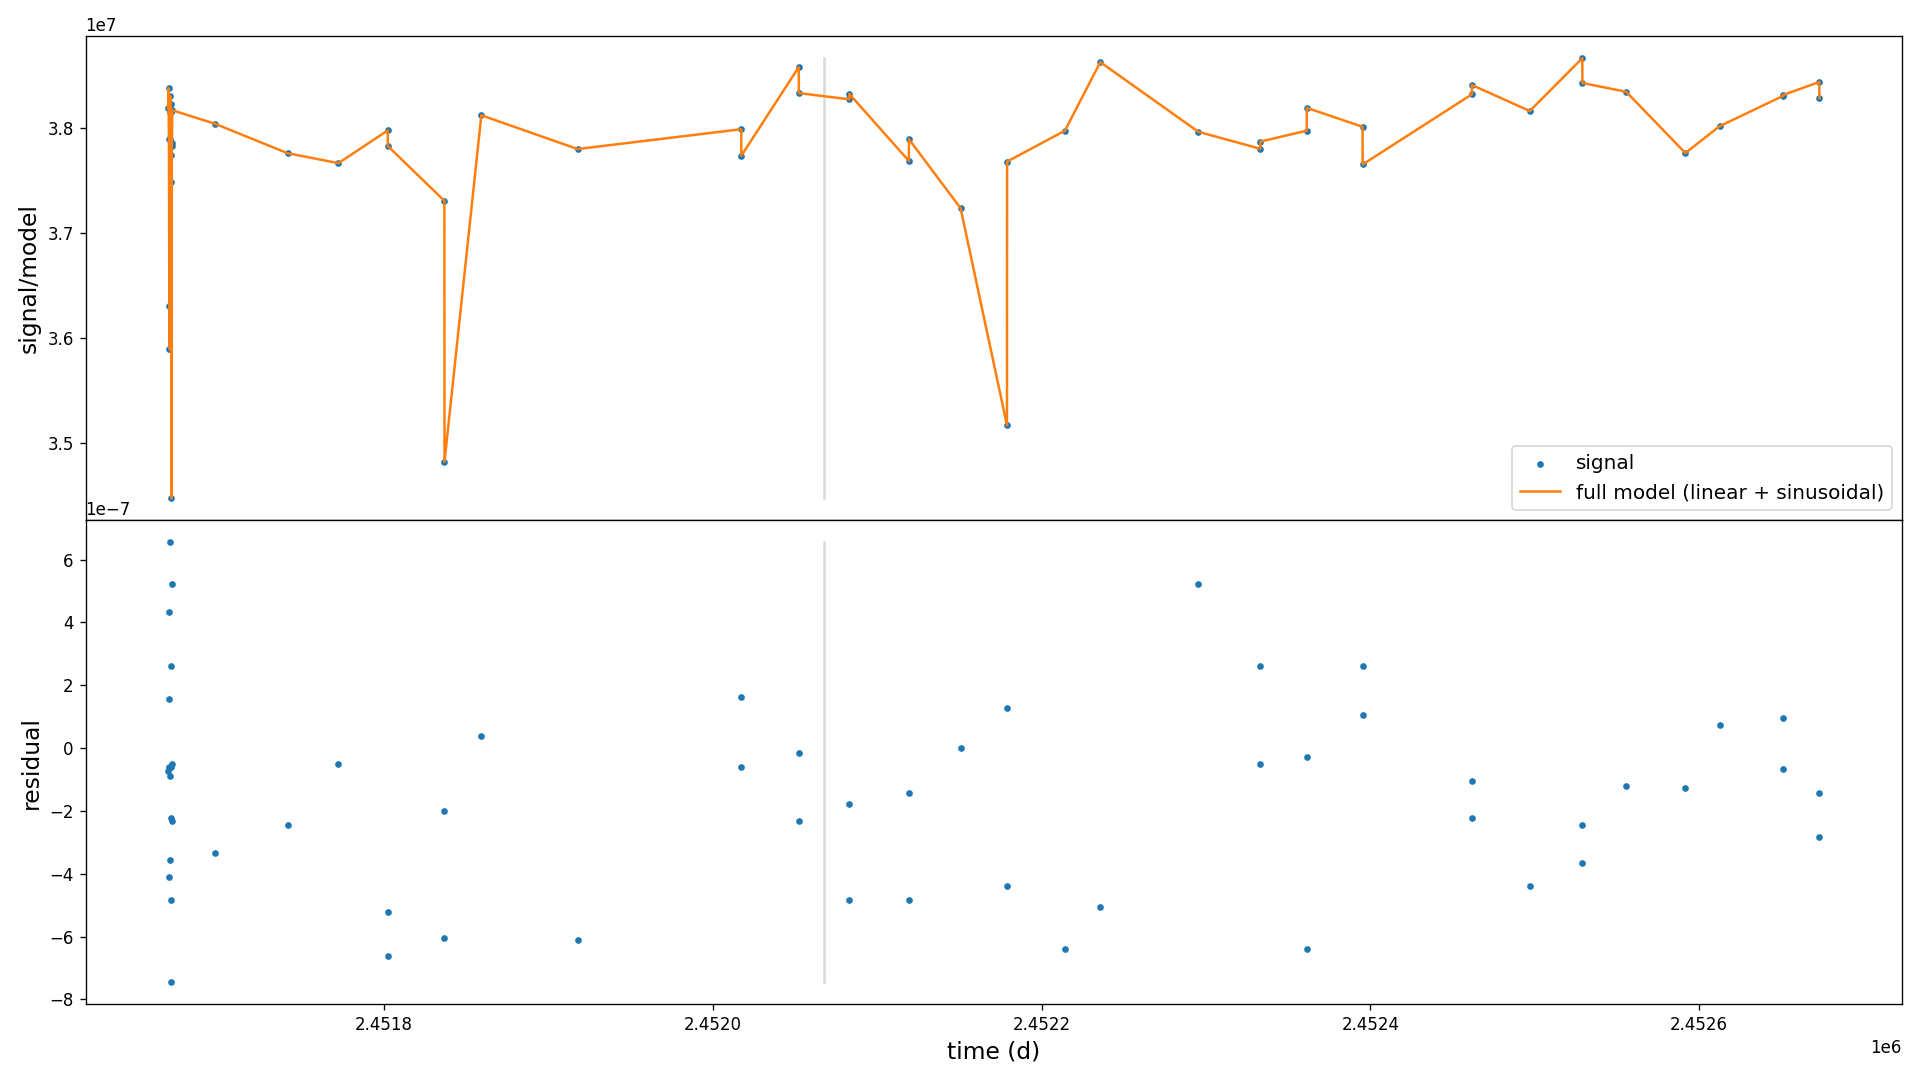 1e7
signal/model
3.8
3.7
3.6
3.5
signal
full model (linear + sinusoidal)
1e−7
residual
6
4
2
0
−2
−4
−6
−8
2.4518
2.4520
2.4522
2.4524
2.4526
time (d)
1e6